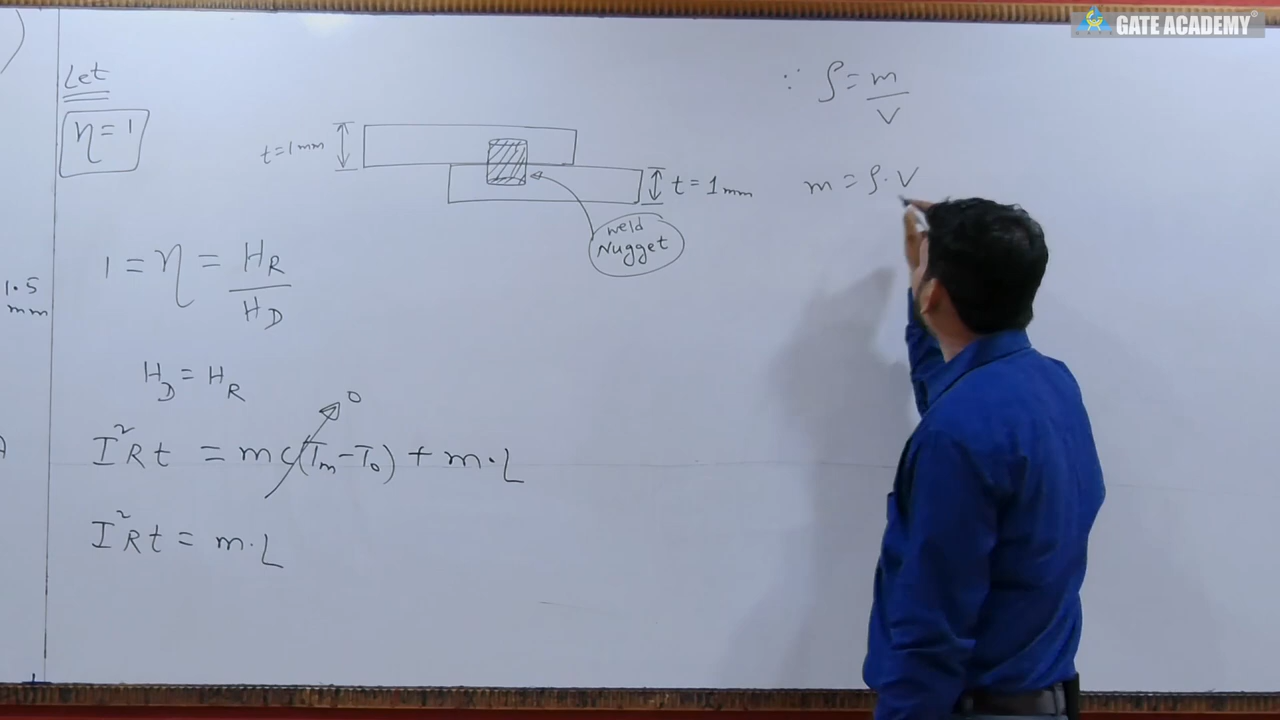 GATE ACADEMY
Let
η = 1
t = 1 mm
t = 1 mm
weld
Nugget
∵ ρ = m/V
m = ρ · V
1 = η = H_R/H_D
1.5
mm
H_D = H_R
I²Rt = mc(T_m - T_0) + m·L
0
I²Rt = m·L